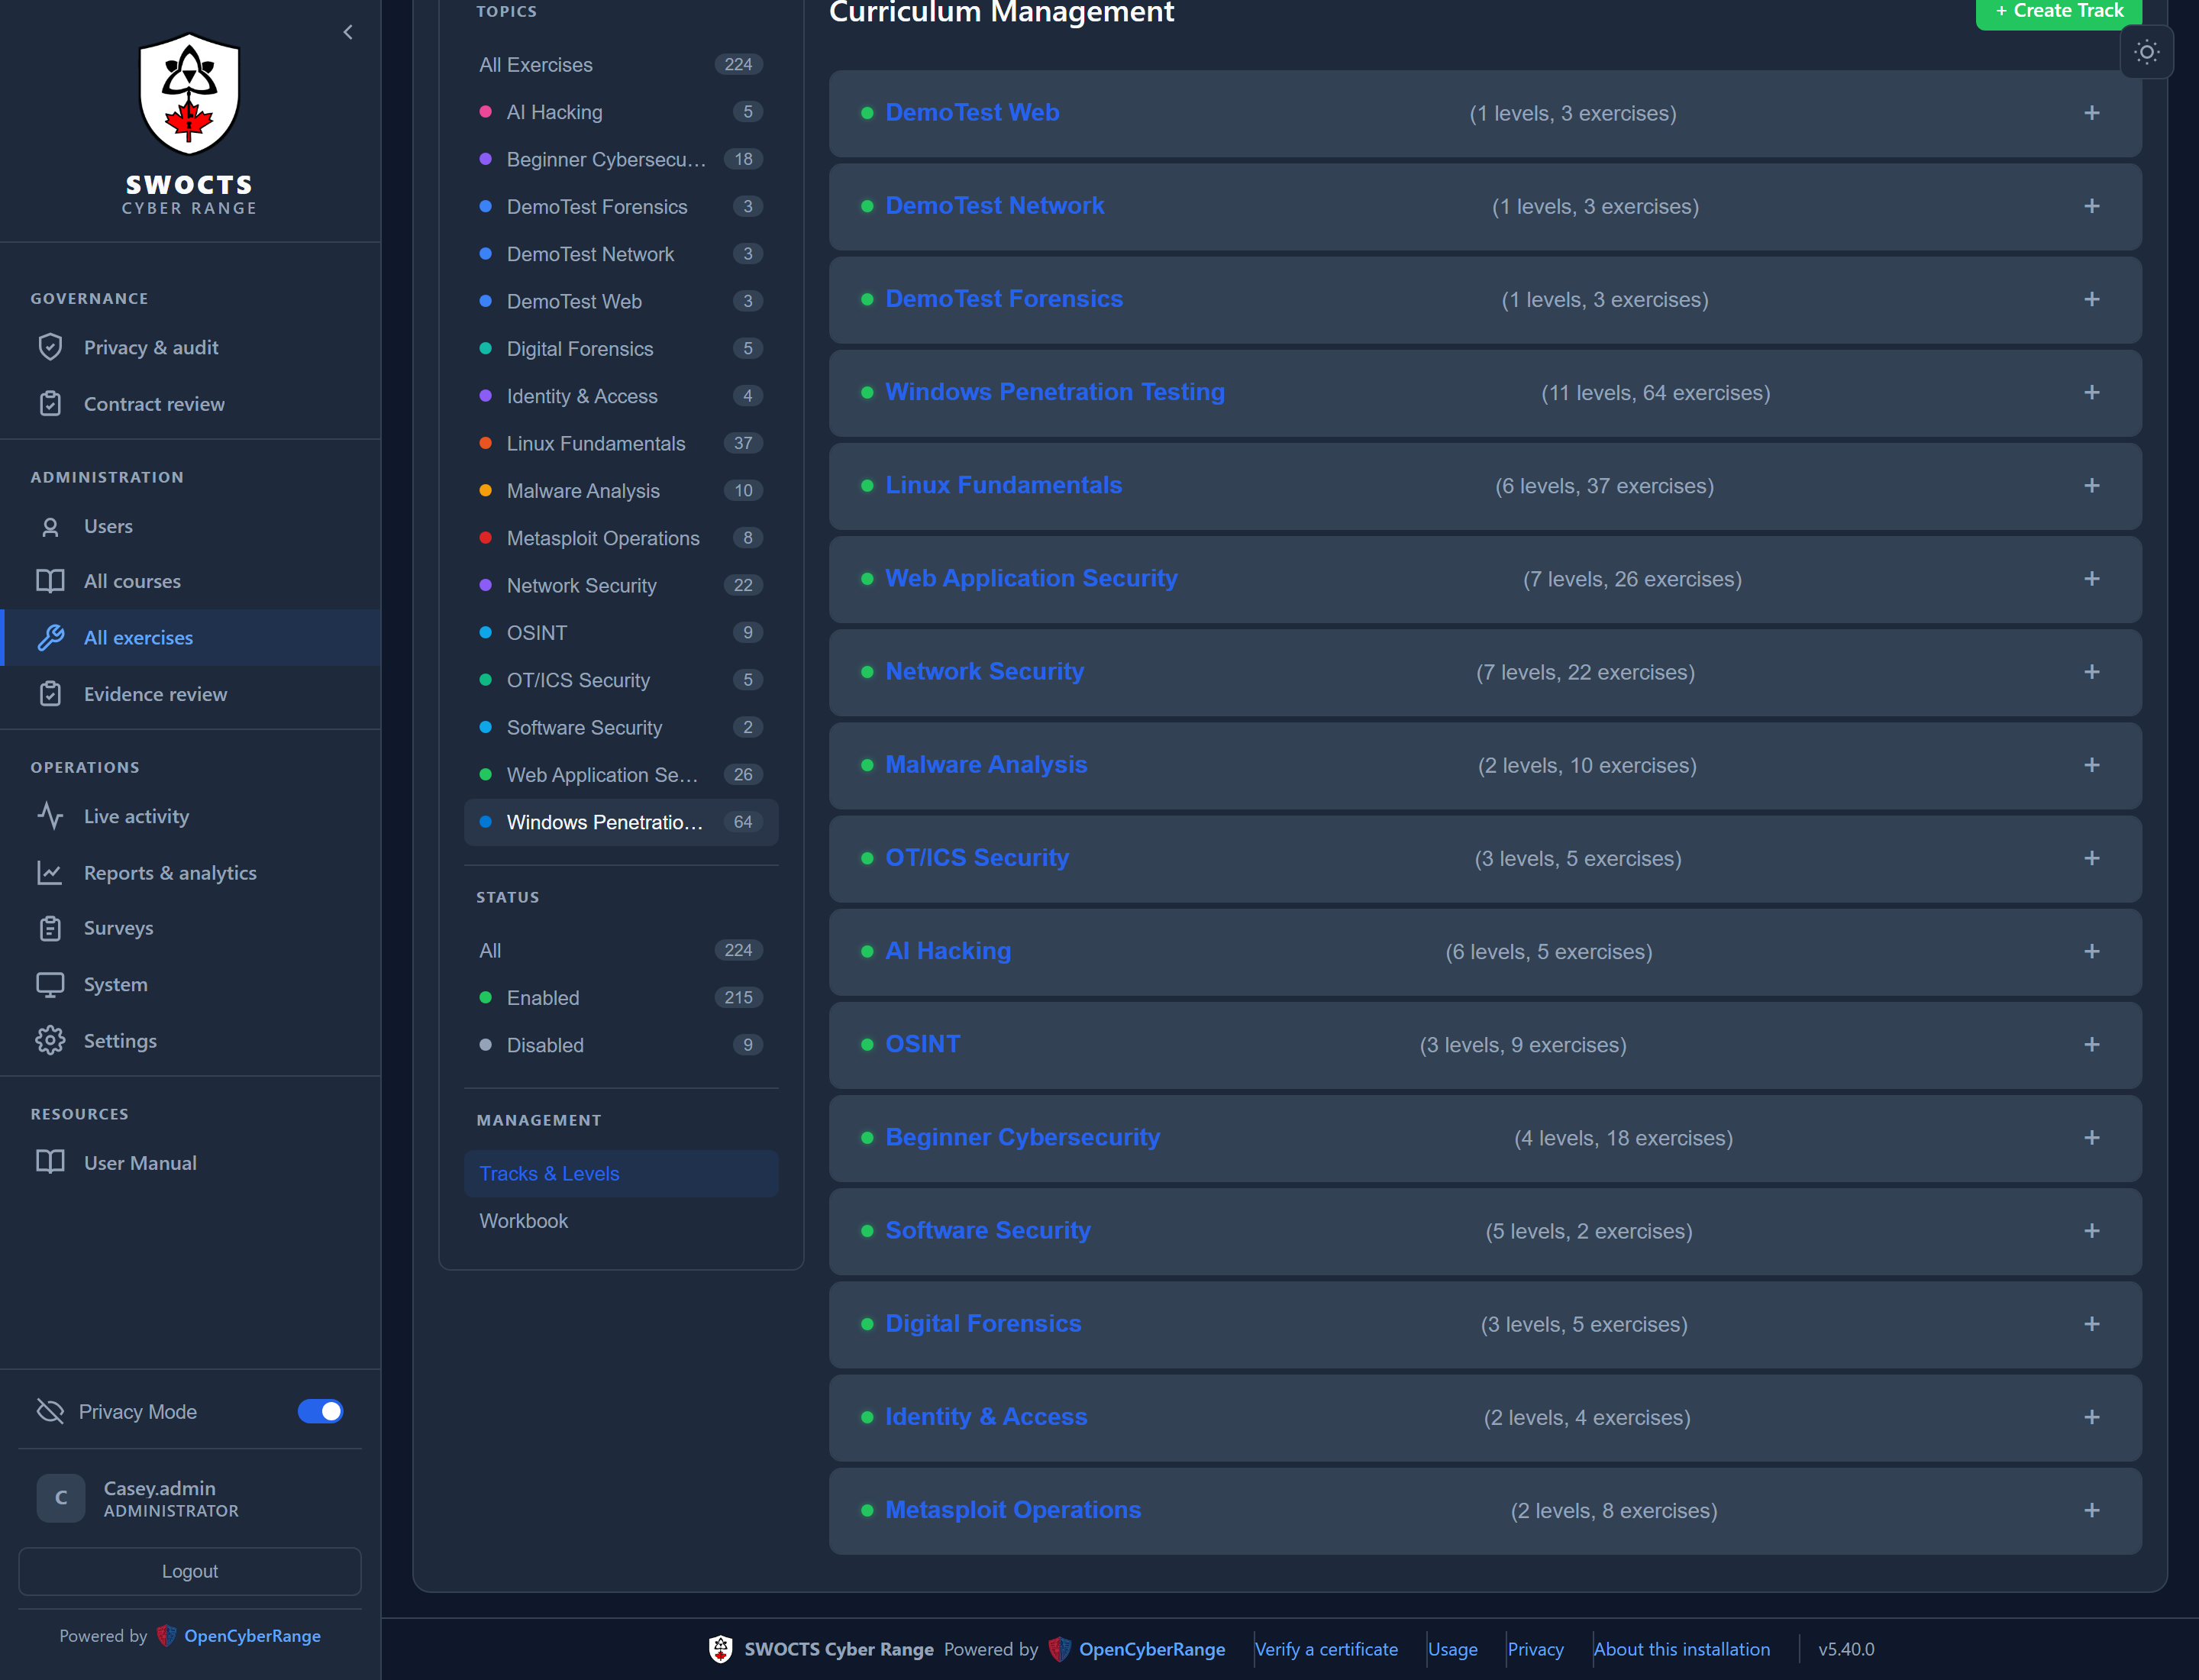 SWOCTS
CYBER RANGE
GOVERNANCE
Privacy & audit
Contract review
ADMINISTRATION
Users
All courses
All exercises
Evidence review
OPERATIONS
Live activity
Reports & analytics
Surveys
System
Settings
RESOURCES
User Manual
Privacy Mode
C
Casey.admin
ADMINISTRATOR
Logout
Powered by OpenCyberRange
TOPICS
All Exercises 224
AI Hacking 5
Beginner Cybersecu... 18
DemoTest Forensics 3
DemoTest Network 3
DemoTest Web 3
Digital Forensics 5
Identity & Access 4
Linux Fundamentals 37
Malware Analysis 10
Metasploit Operations 8
Network Security 22
OSINT 9
OT/ICS Security 5
Software Security 2
Web Application Se... 26
Windows Penetratio... 64
STATUS
All 224
Enabled 215
Disabled 9
MANAGEMENT
Tracks & Levels
Workbook
Curriculum Management
+ Create Track
DemoTest Web (1 levels, 3 exercises) +
DemoTest Network (1 levels, 3 exercises) +
DemoTest Forensics (1 levels, 3 exercises) +
Windows Penetration Testing (11 levels, 64 exercises) +
Linux Fundamentals (6 levels, 37 exercises) +
Web Application Security (7 levels, 26 exercises) +
Network Security (7 levels, 22 exercises) +
Malware Analysis (2 levels, 10 exercises) +
OT/ICS Security (3 levels, 5 exercises) +
AI Hacking (6 levels, 5 exercises) +
OSINT (3 levels, 9 exercises) +
Beginner Cybersecurity (4 levels, 18 exercises) +
Software Security (5 levels, 2 exercises) +
Digital Forensics (3 levels, 5 exercises) +
Identity & Access (2 levels, 4 exercises) +
Metasploit Operations (2 levels, 8 exercises) +
SWOCTS Cyber Range Powered by OpenCyberRange Verify a certificate Usage Privacy About this installation v5.40.0